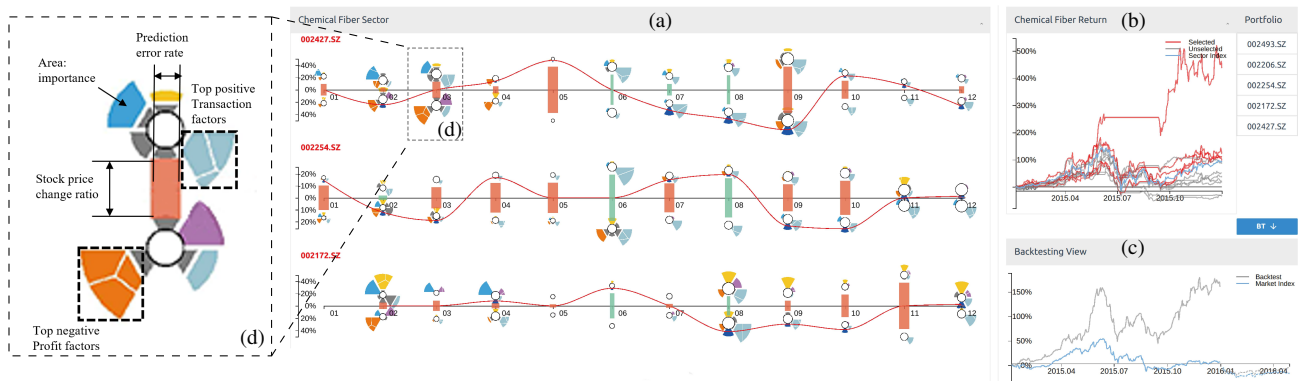 Prediction
error rate
Area:
importance
Top positive
Transaction
factors
Stock price
change ratio
Top negative
Profit factors
(d)
Chemical Fiber Sector
(a)
002427.SZ
40%
20%
0%
20%
40%
01 02 03 04 05 06 07 08 09 10 11 12
(d)
002254.SZ
20%
10%
0%
10%
20%
01 02 03 04 05 06 07 08 09 10 11 12
002172.SZ
40%
20%
0%
20%
40%
01 02 03 04 05 06 07 08 09 10 11 12
Chemical Fiber Return
(b)
Selected
Unselected
Sector Index
500%
400%
300%
200%
100%
0%
2015.04 2015.07 2015.10
Portfolio
002493.SZ
002206.SZ
002254.SZ
002172.SZ
002427.SZ
BT ↓
(c)
Backtesting View
Backtest
Market Index
150%
100%
50%
0%
2015.04 2015.07 2015.10 2016.01 2016.04